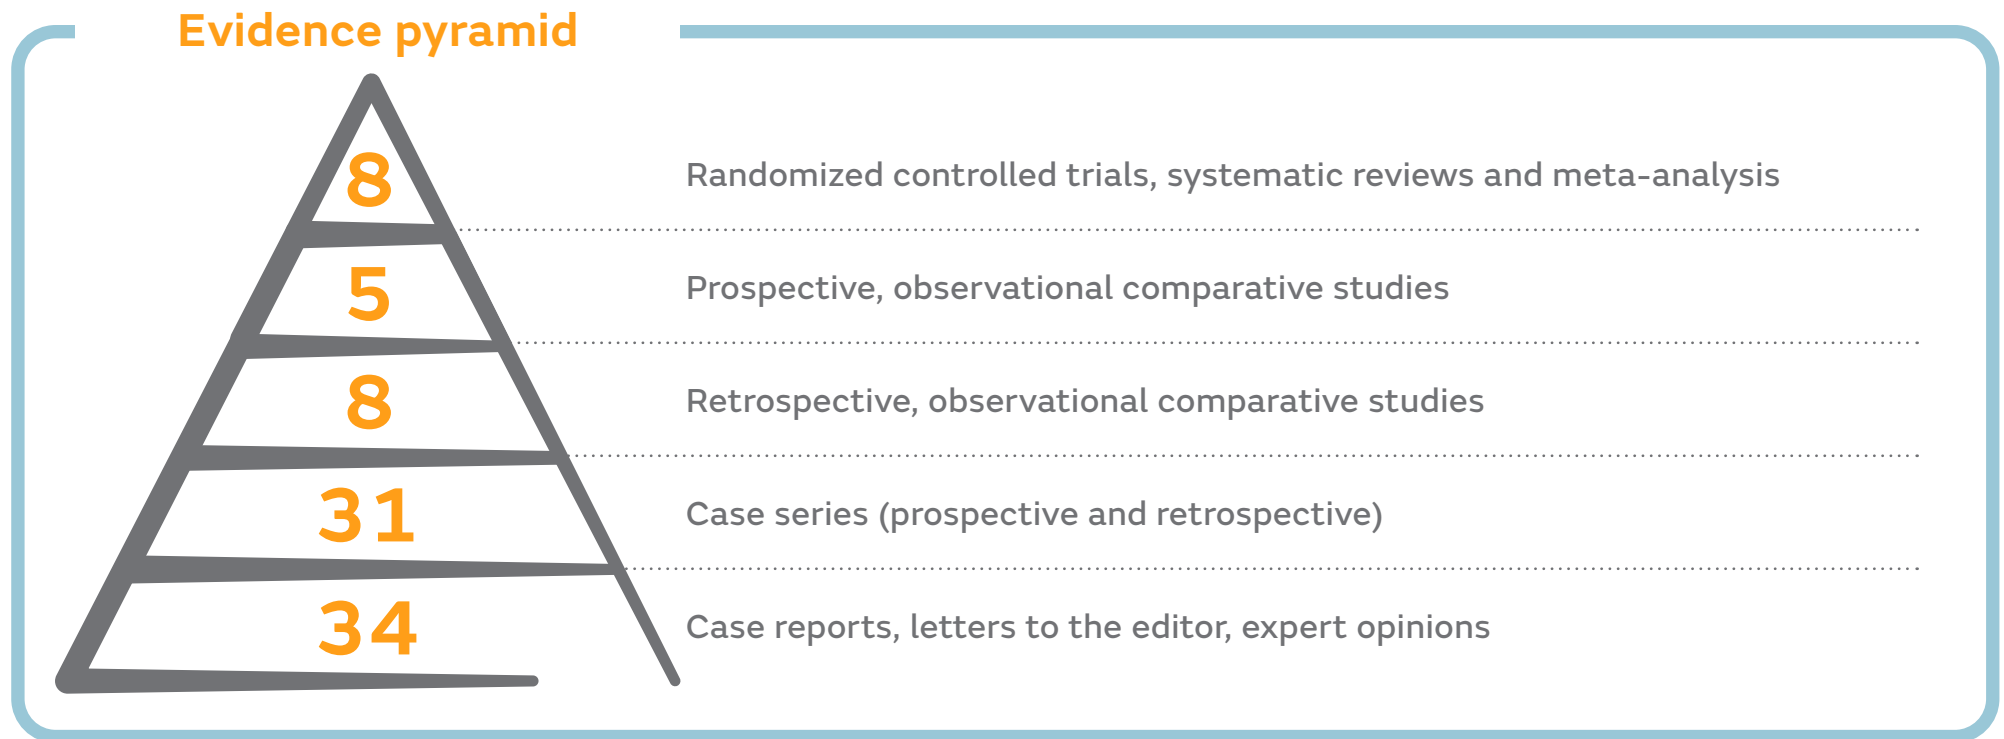 Evidence pyramid
8 Randomized controlled trials, systematic reviews and meta-analysis
5 Prospective, observational comparative studies
8 Retrospective, observational comparative studies
31 Case series (prospective and retrospective)
34 Case reports, letters to the editor, expert opinions